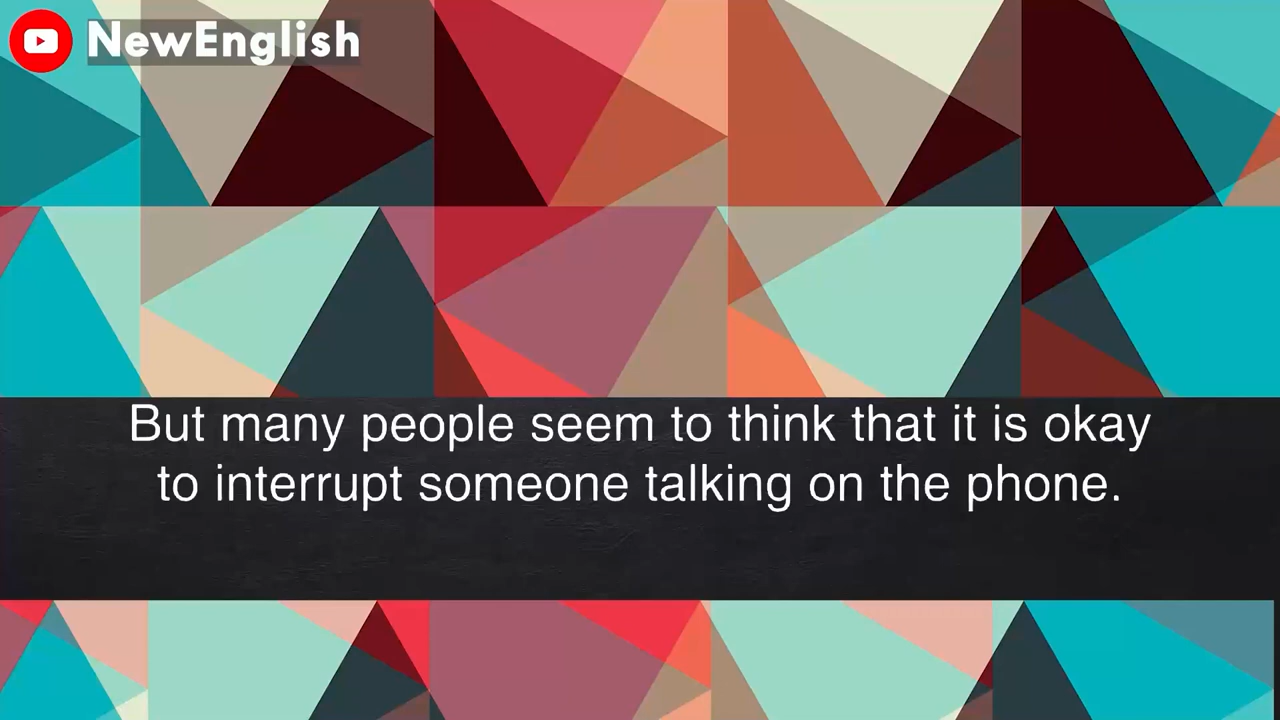 NewEnglish
But many people seem to think that it is okay
to interrupt someone talking on the phone.